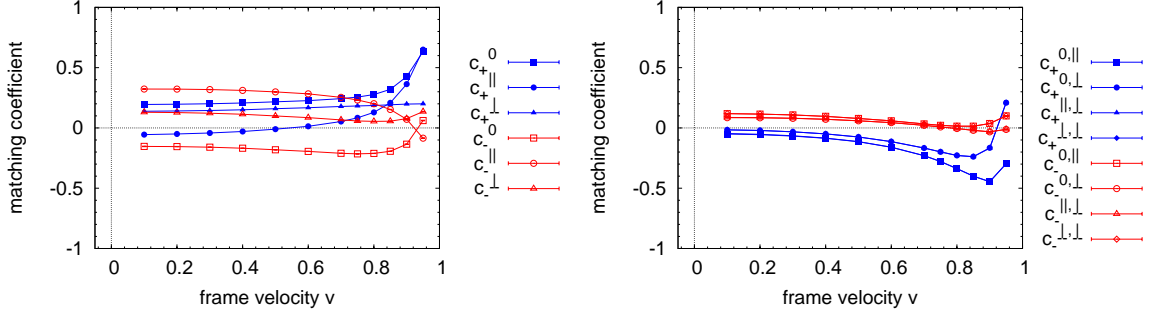 matching coefficient
1
0.5
0
-0.5
-1
0
0.2
0.4
0.6
0.8
1
frame velocity v
c₊⁰
c₊^||
c₊^⊥
c₋⁰
c₋^||
c₋^⊥
matching coefficient
1
0.5
0
-0.5
-1
0
0.2
0.4
0.6
0.8
1
frame velocity v
c₊^0,||
c₊^0,⊥
c₊^||,⊥
c₊^⊥,⊥
c₋^0,||
c₋^0,⊥
c₋^||,⊥
c₋^⊥,⊥